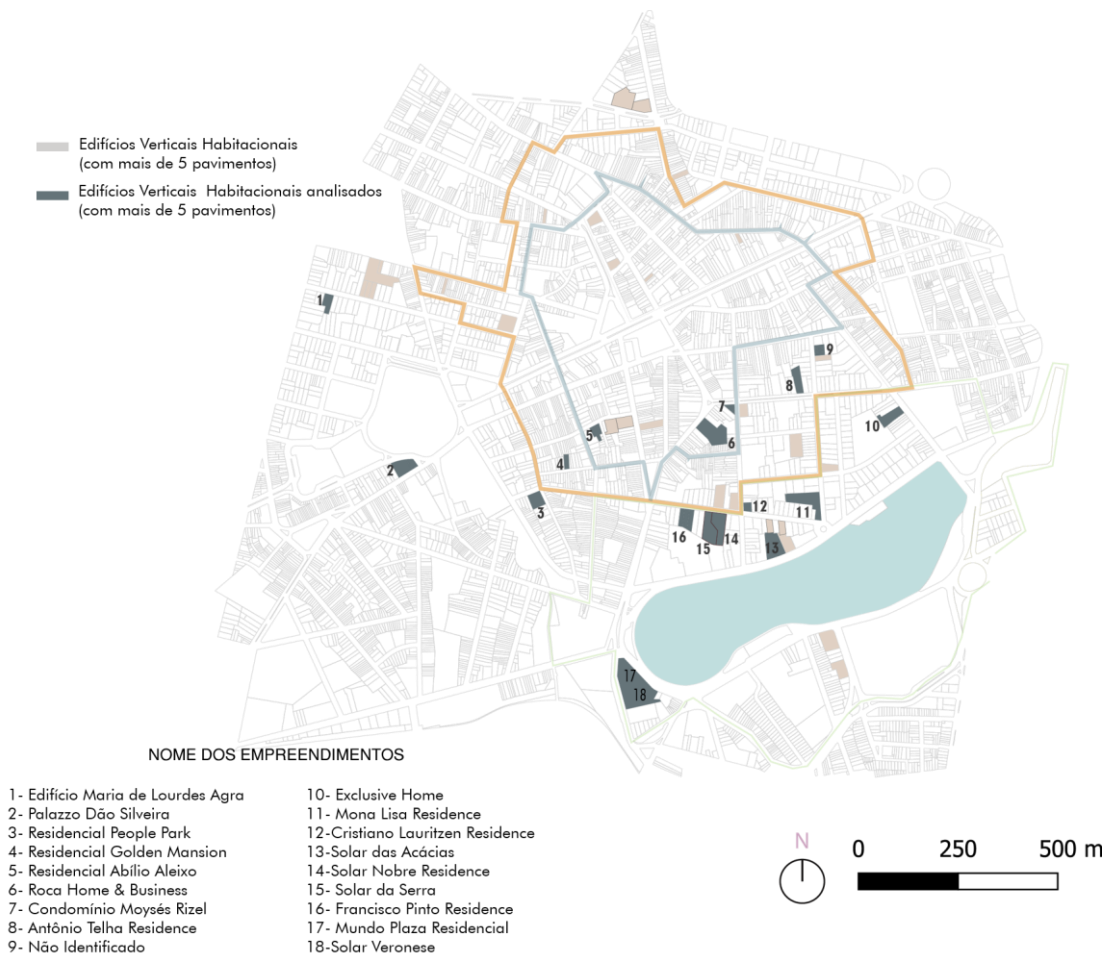 Edifícios Verticais Habitacionais
(com mais de 5 pavimentos)
Edifícios Verticais Habitacionais analisados
(com mais de 5 pavimentos)
1
9
8
7
10
5
6
4
2
3
12
11
16
15
14
13
17
18
NOME DOS EMPREENDIMENTOS
1- Edifício Maria de Lourdes Agra
2- Palazzo Dão Silveira
3- Residencial People Park
4- Residencial Golden Mansion
5- Residencial Abílio Aleixo
6- Roca Home & Business
7- Condomínio Moysés Rizel
8- Antônio Telha Residence
9- Não Identificado
10- Exclusive Home
11- Mona Lisa Residence
12-Cristiano Lauritzen Residence
13-Solar das Acácias
14-Solar Nobre Residence
15- Solar da Serra
16- Francisco Pinto Residence
17- Mundo Plaza Residencial
18-Solar Veronese
N
0 250 500 m